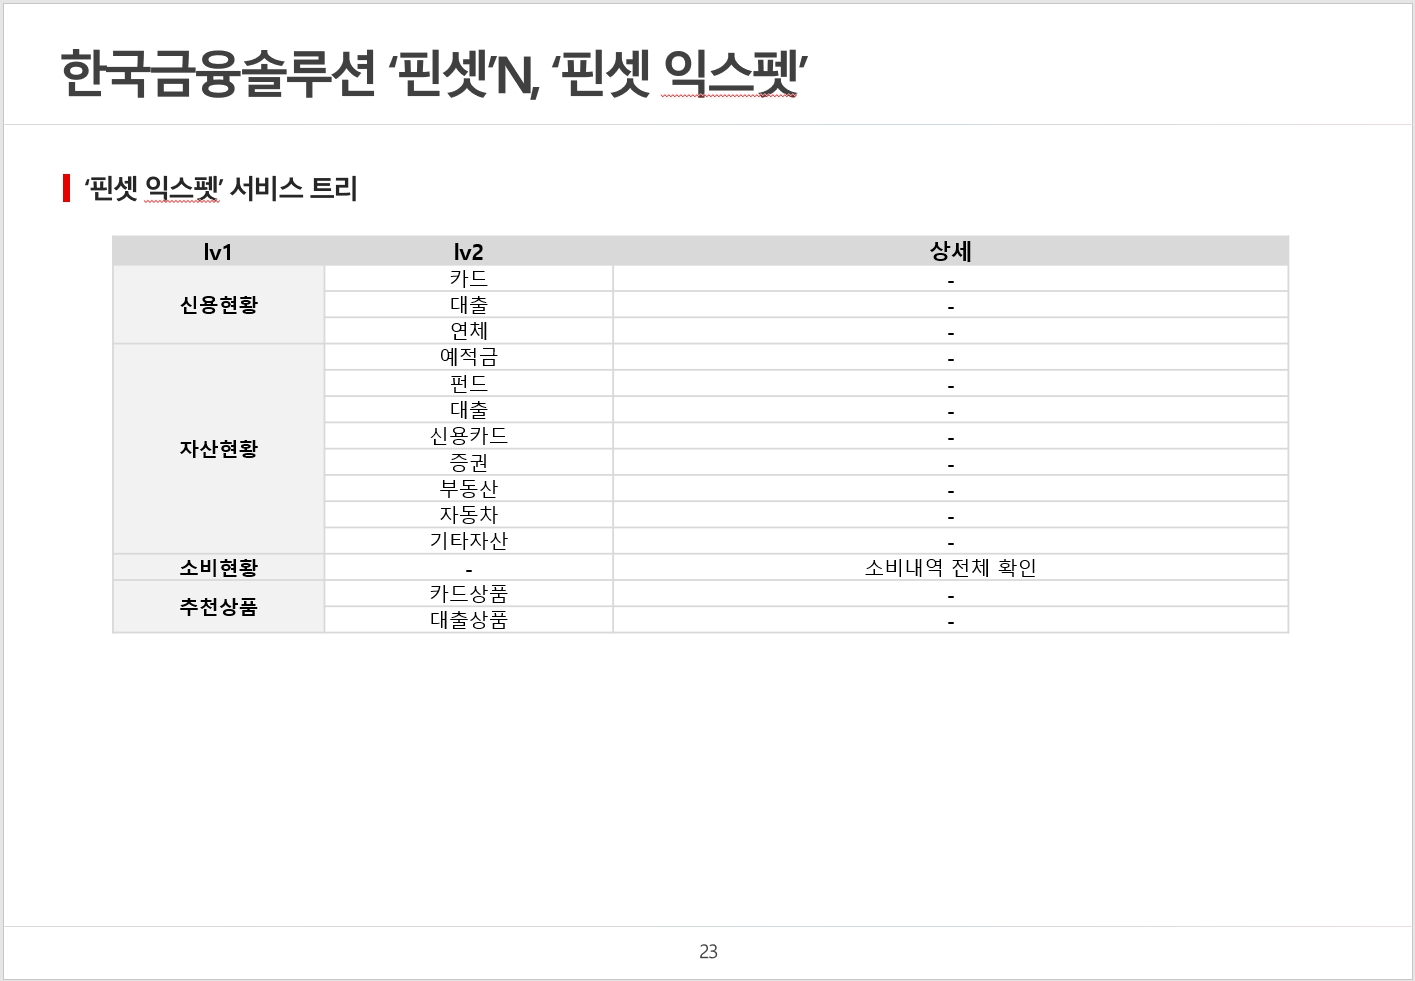 한국금융솔루션 ‘핀셋’N, ‘핀셋 익스펫’
‘핀셋 익스펫’ 서비스 트리
lv1 lv2 상세
신용현황 카드 -
대출 -
연체 -
자산현황 예적금 -
펀드 -
대출 -
신용카드 -
증권 -
부동산 -
자동차 -
기타자산 -
소비현황 - 소비내역 전체 확인
추천상품 카드상품 -
대출상품 -
23